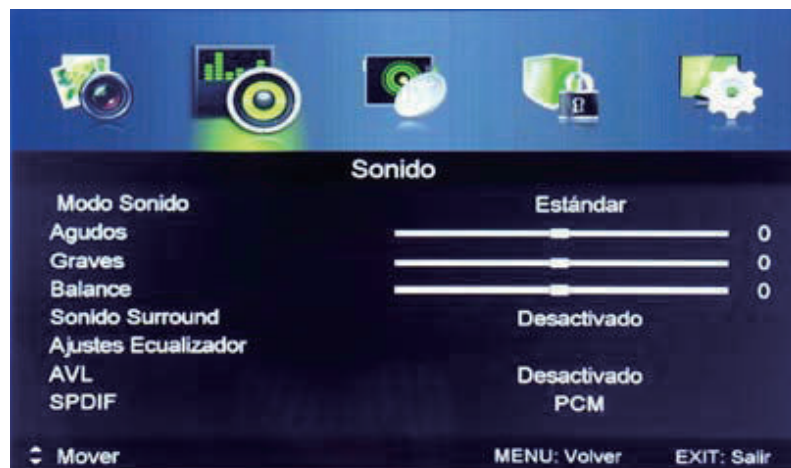 Sonido
Modo Sonido Estándar
Agudos 0
Graves 0
Balance 0
Sonido Surround Desactivado
Ajustes Ecualizador
AVL Desactivado
SPDIF PCM
Mover MENU: Volver EXIT: Salir